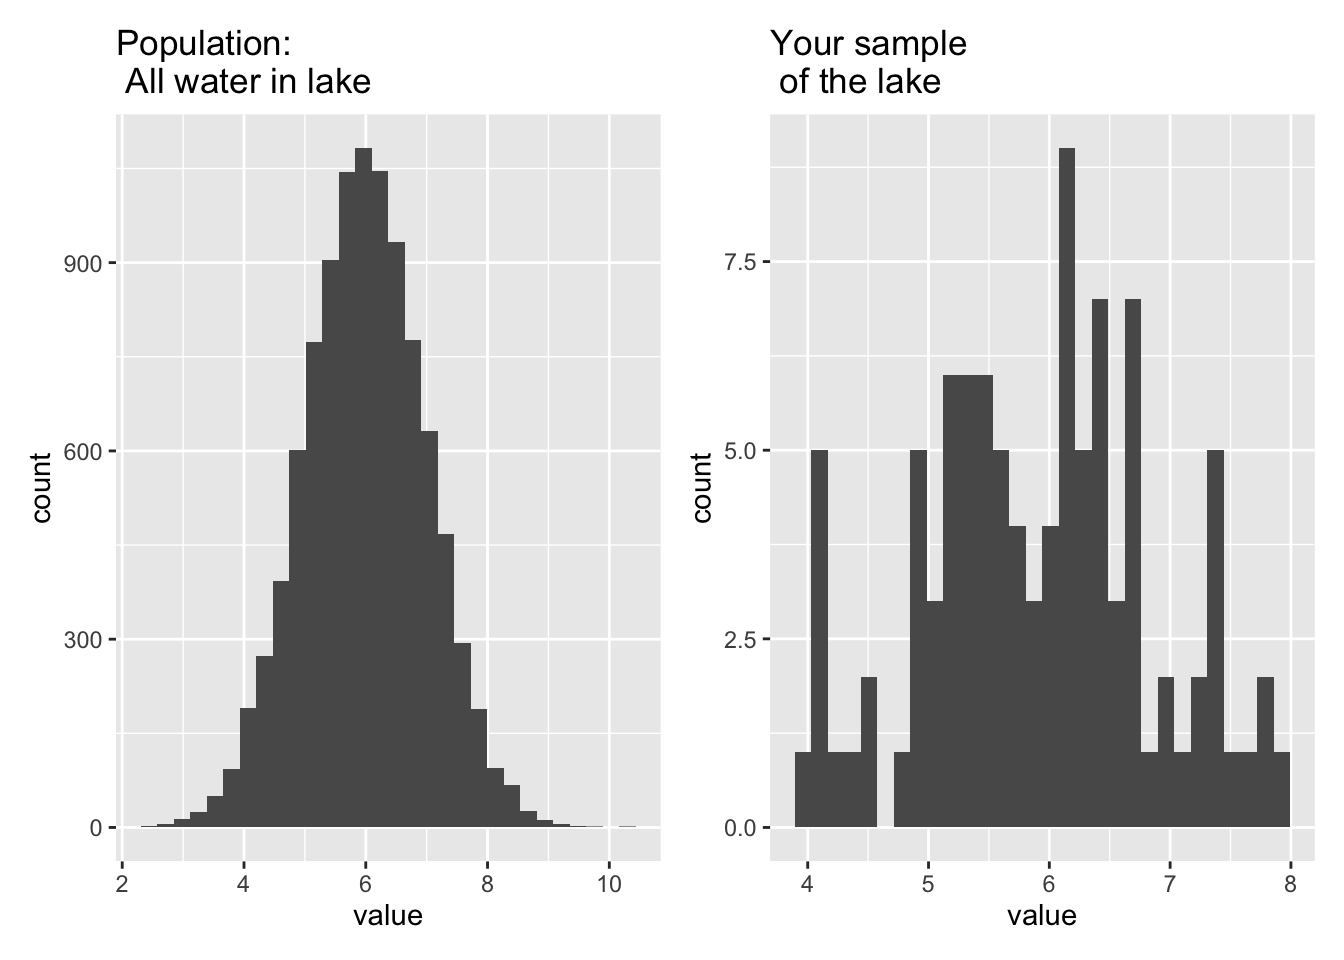 Population:
All water in lake
count
900
600
300
0
2 4 6 8 10
value
Your sample
of the lake
count
7.5
5.0
2.5
0.0
4 5 6 7 8
value